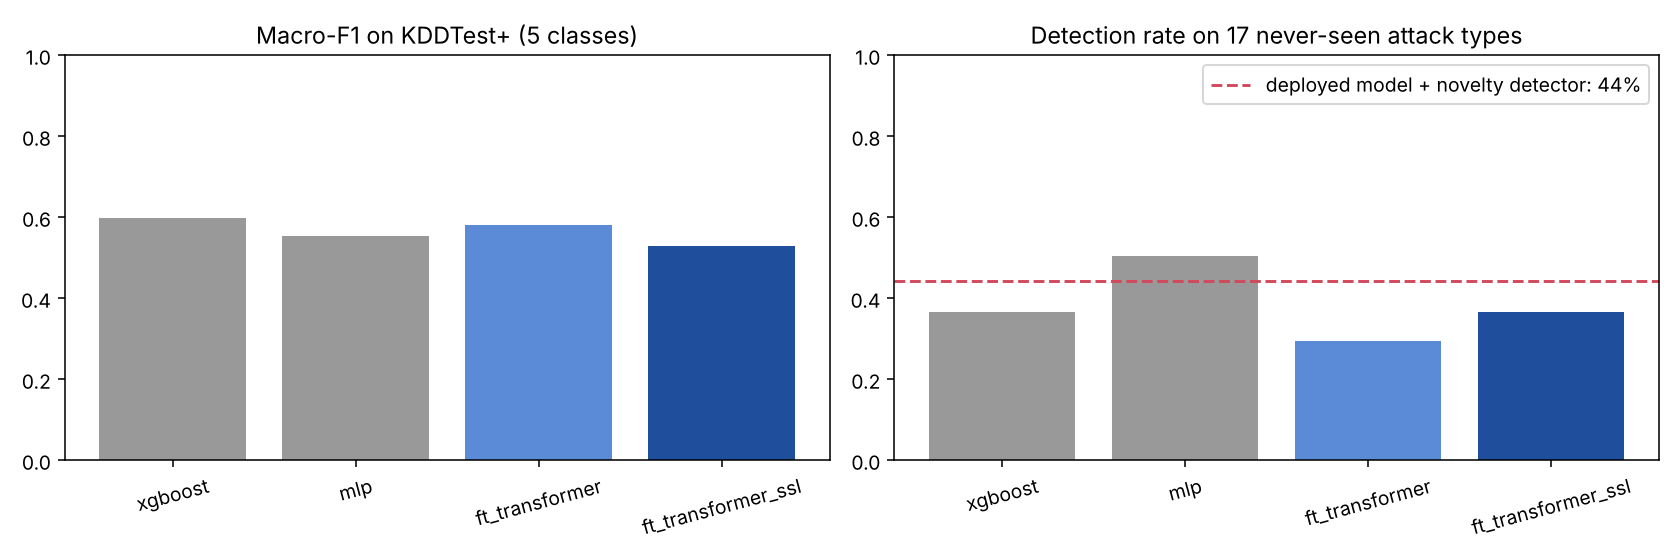 Macro-F1 on KDDTest+ (5 classes)
1.0
0.8
0.6
0.4
0.2
0.0
xgboost
mlp
ft_transformer
ft_transformer_ssl
Detection rate on 17 never-seen attack types
deployed model + novelty detector: 44%
1.0
0.8
0.6
0.4
0.2
0.0
xgboost
mlp
ft_transformer
ft_transformer_ssl